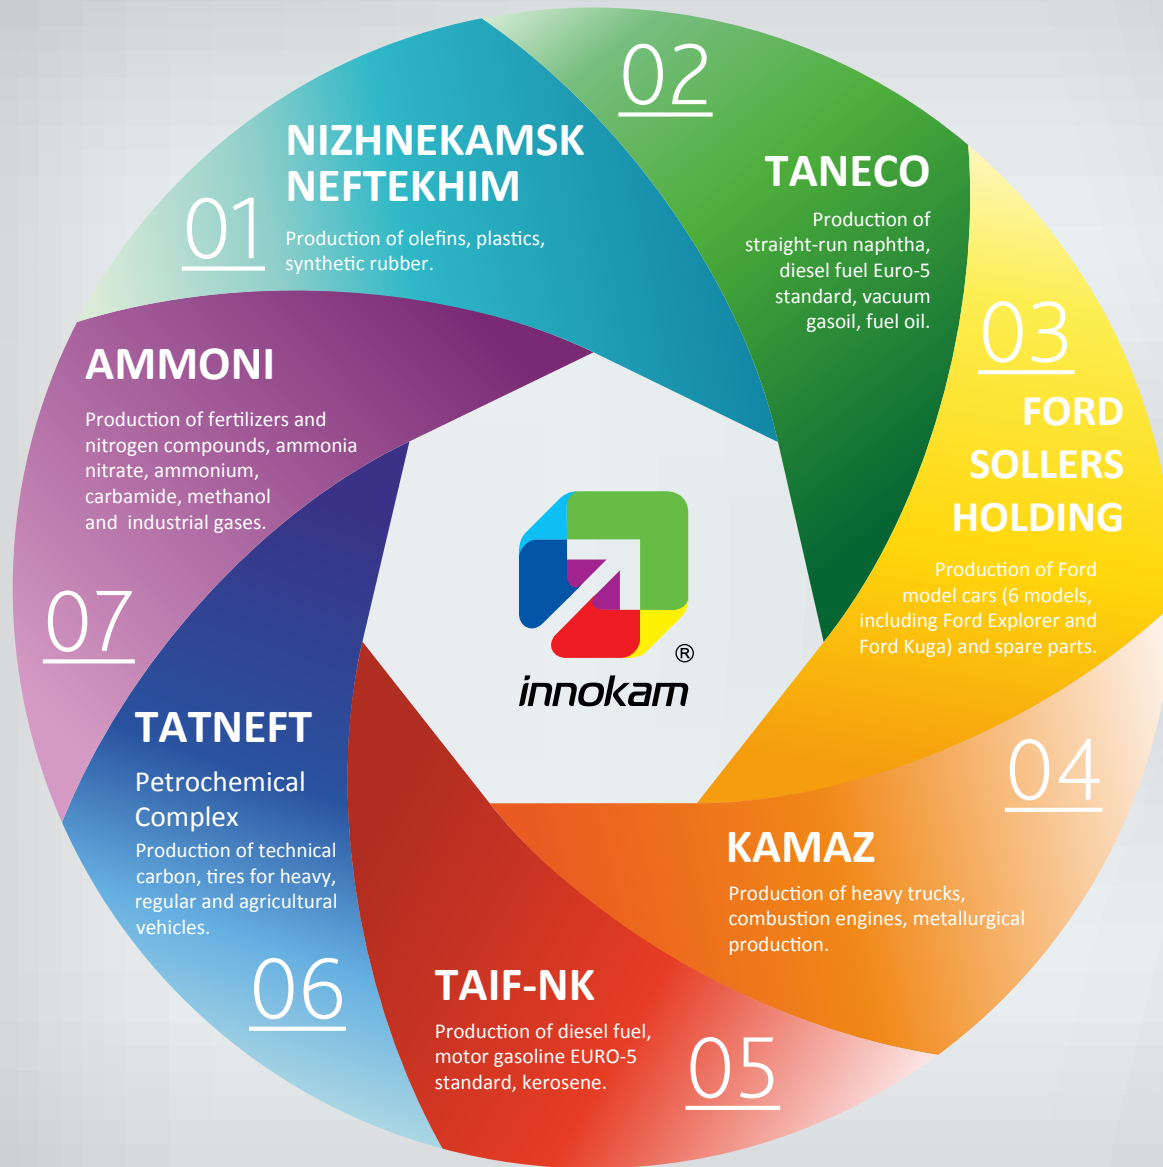 01
NIZHNEKAMSK
NEFTEKHIM
Production of olefins, plastics,
synthetic rubber.
02
TANECO
Production of
straight-run naphtha,
diesel fuel Euro-5
standard, vacuum
gasoil, fuel oil.
03
FORD
SOLLERS
HOLDING
Production of Ford
model cars (6 models,
including Ford Explorer and
Ford Kuga) and spare parts.
04
KAMAZ
Production of heavy trucks,
combustion engines, metallurgical
production.
05
TAIF-NK
Production of diesel fuel,
motor gasoline EURO-5
standard, kerosene.
06
TATNEFT
Petrochemical
Complex
Production of technical
carbon, tires for heavy,
regular and agricultural
vehicles.
07
AMMONI
Production of fertilizers and
nitrogen compounds, ammonia
nitrate, ammonium,
carbamide, methanol
and industrial gases.
®
innokam